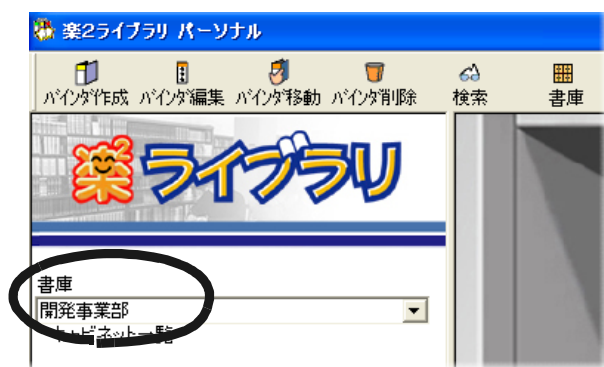 楽2ライブラリ パーソナル
バインダ作成 バインダ編集 バインダ移動 バインダ削除 検索 書庫
楽2ライブラリ
書庫
開発事業部
キャビネット一覧